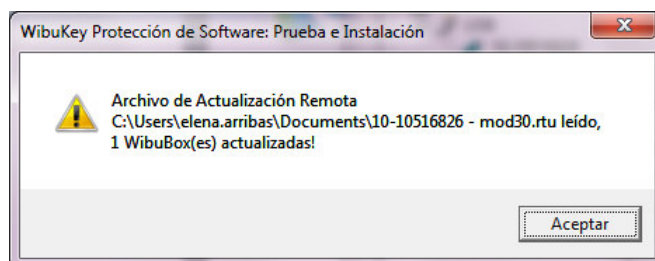 WibuKey Protección de Software: Prueba e Instalación
Archivo de Actualización Remota
C:\Users\elena.arribas\Documents\10-10516826 - mod30.rtu leído,
1 WibuBox(es) actualizadas!
Aceptar